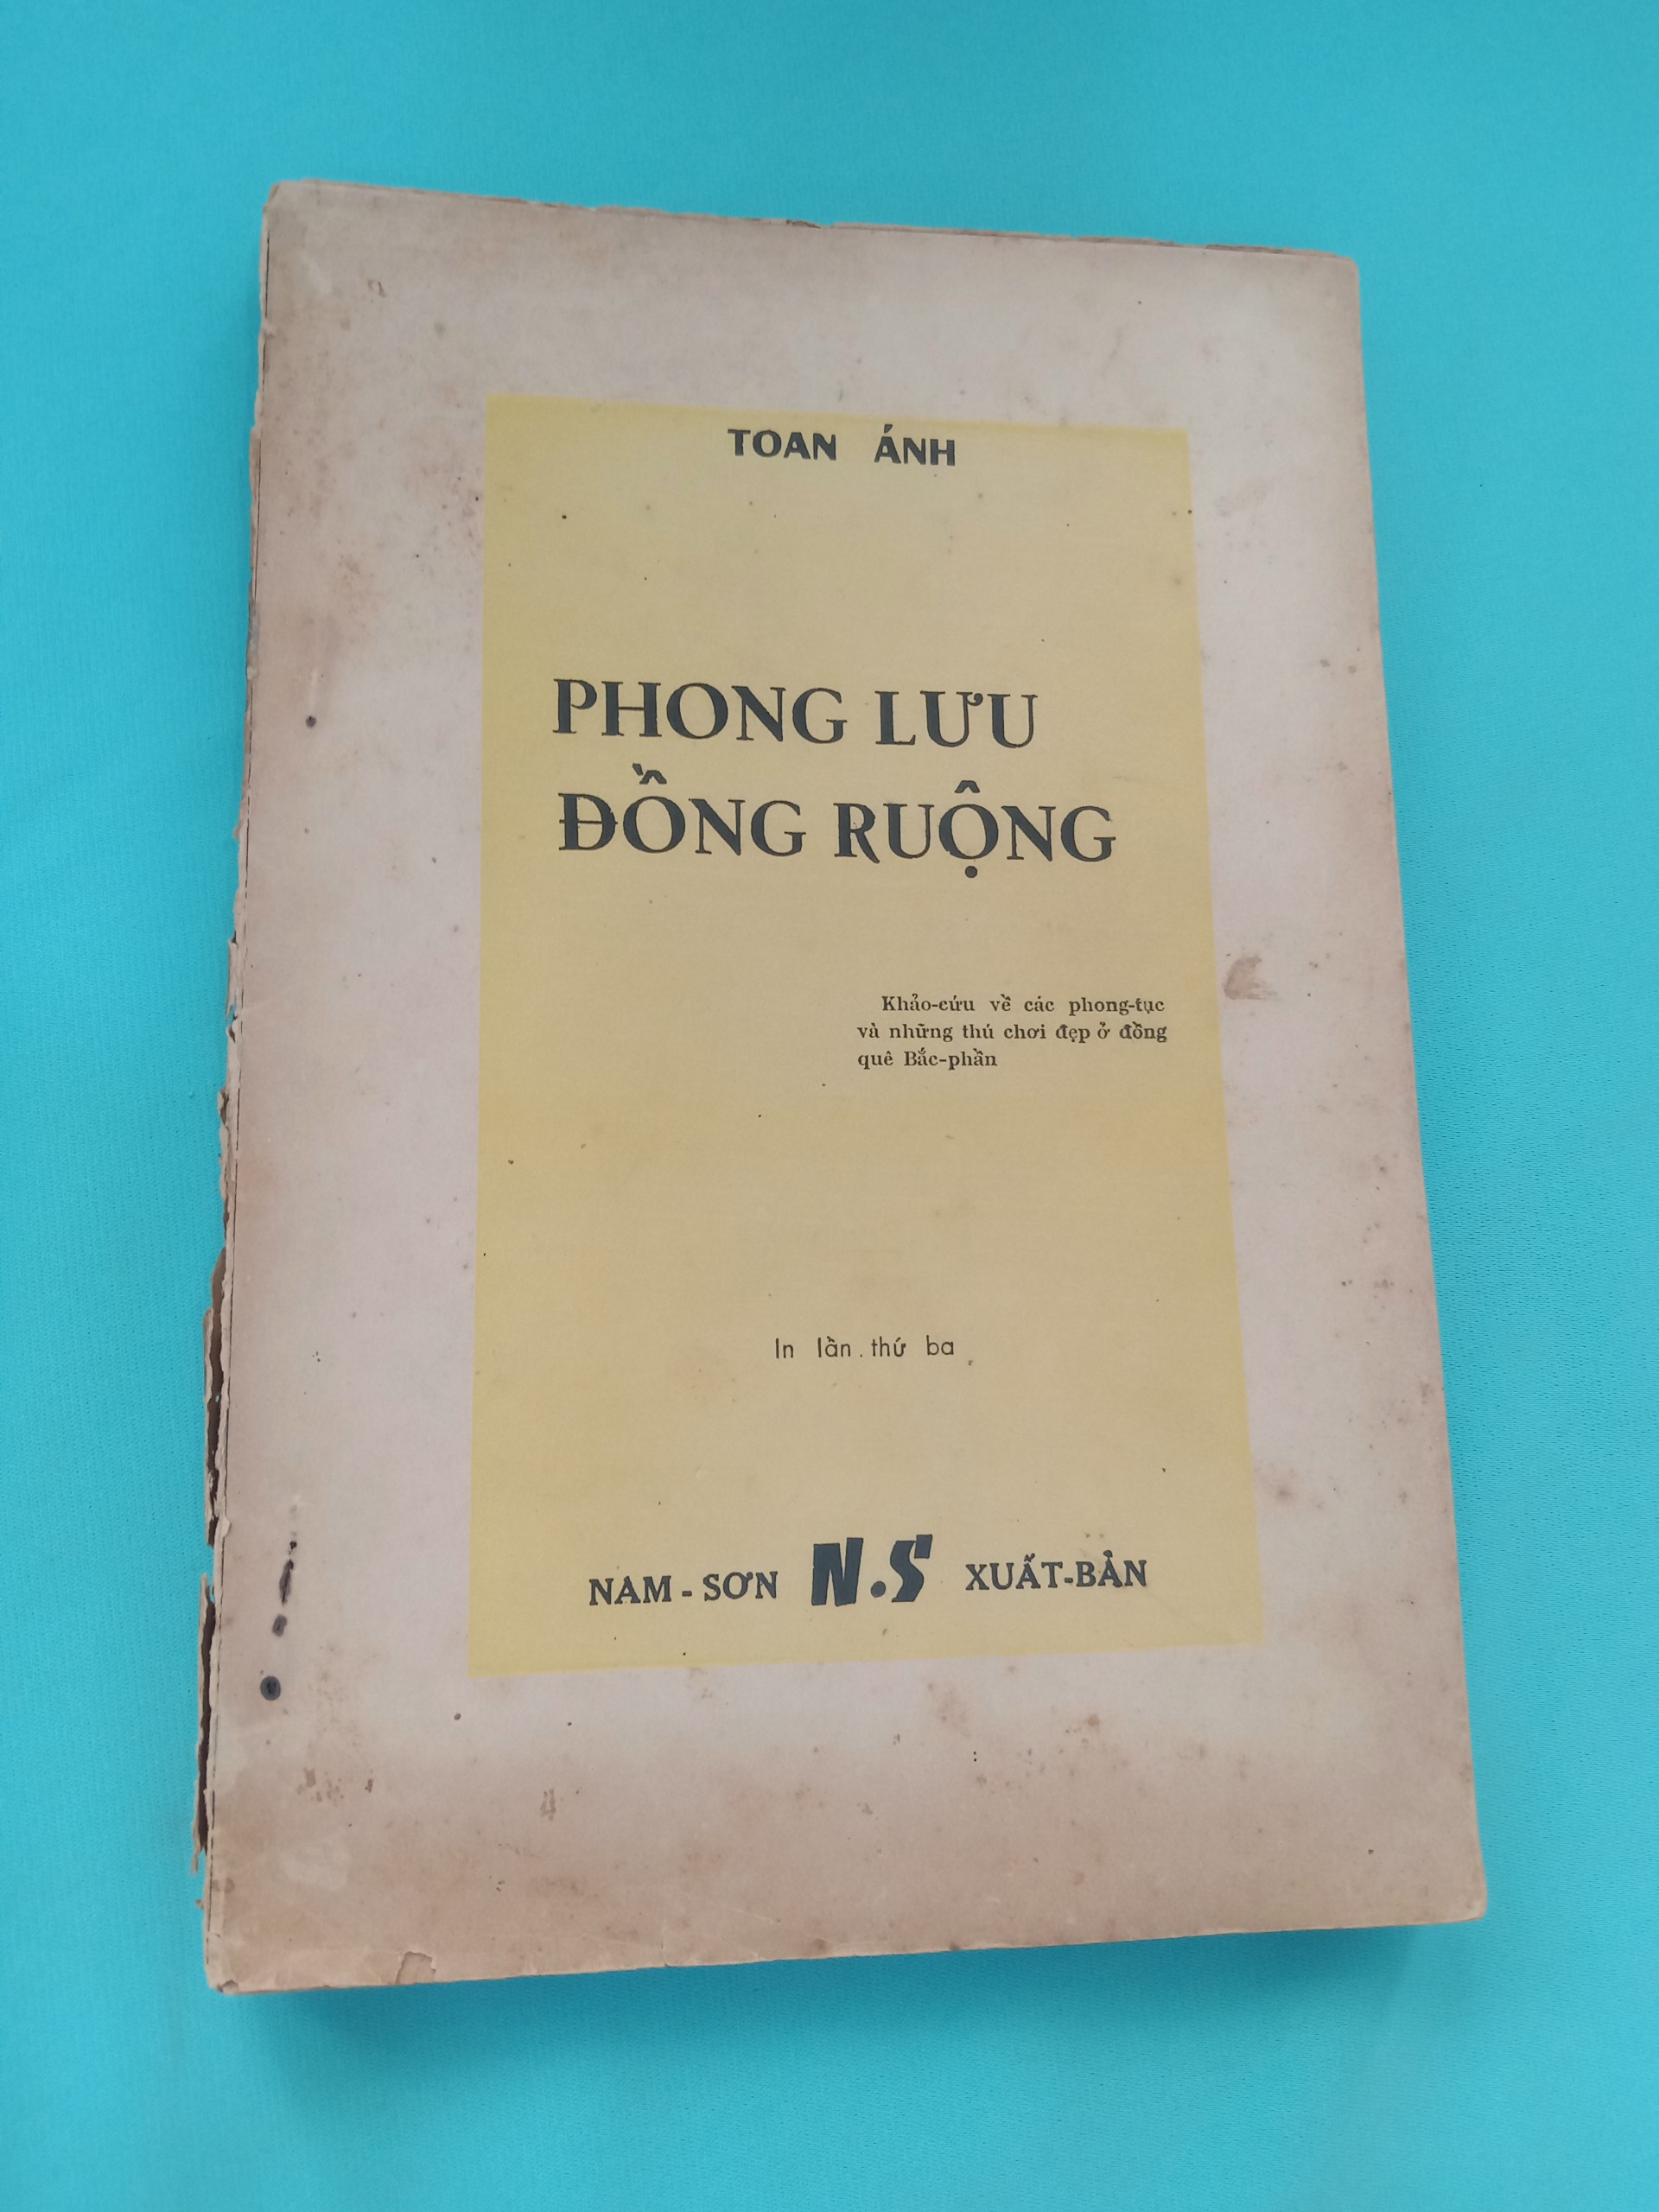 TOAN ÁNH
PHONG LƯU
ĐỒNG RUỘNG
Khảo-cứu về các phong-tục
và những thú chơi đẹp ở đồng
quê Bắc-phần
In lần thứ ba
NAM - SƠN N.S XUẤT-BẢN